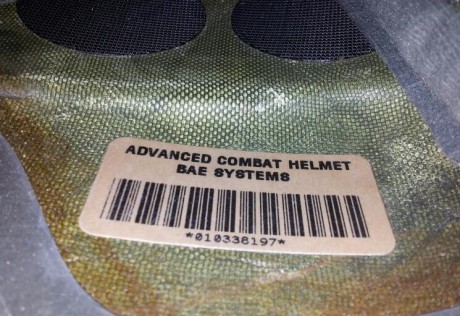 ADVANCED COMBAT HELMET
BAE SYSTEMS
*010338197*